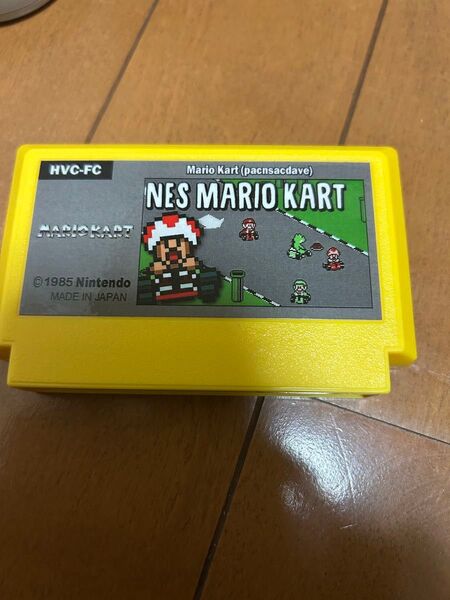 HVC-FC
Mario Kart (pacnsacdave)
NES MARIO KART
MARIO KART
©1985 Nintendo
MADE IN JAPAN